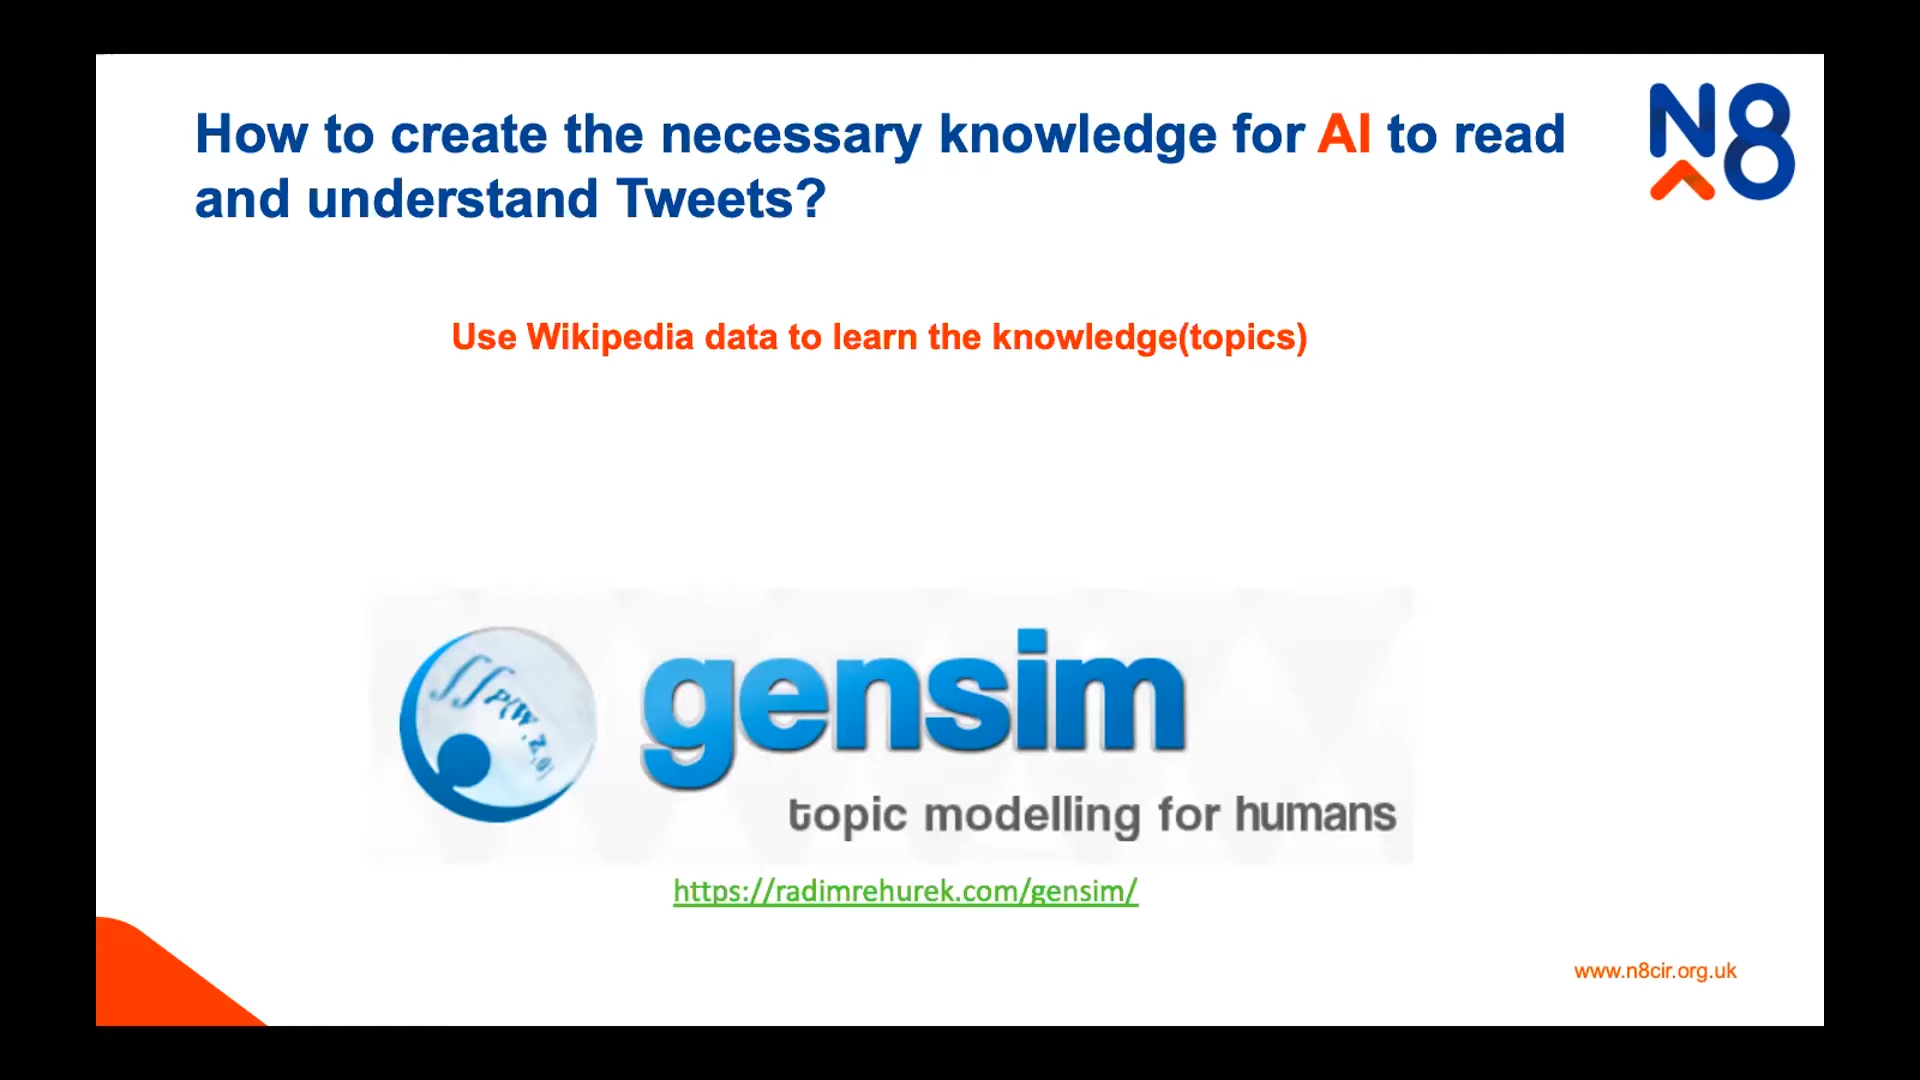 How to create the necessary knowledge for AI to read
and understand Tweets?
N8
Use Wikipedia data to learn the knowledge(topics)
∫∫P(W,z,θ)
gensim
topic modelling for humans
https://radimrehurek.com/gensim/
www.n8cir.org.uk